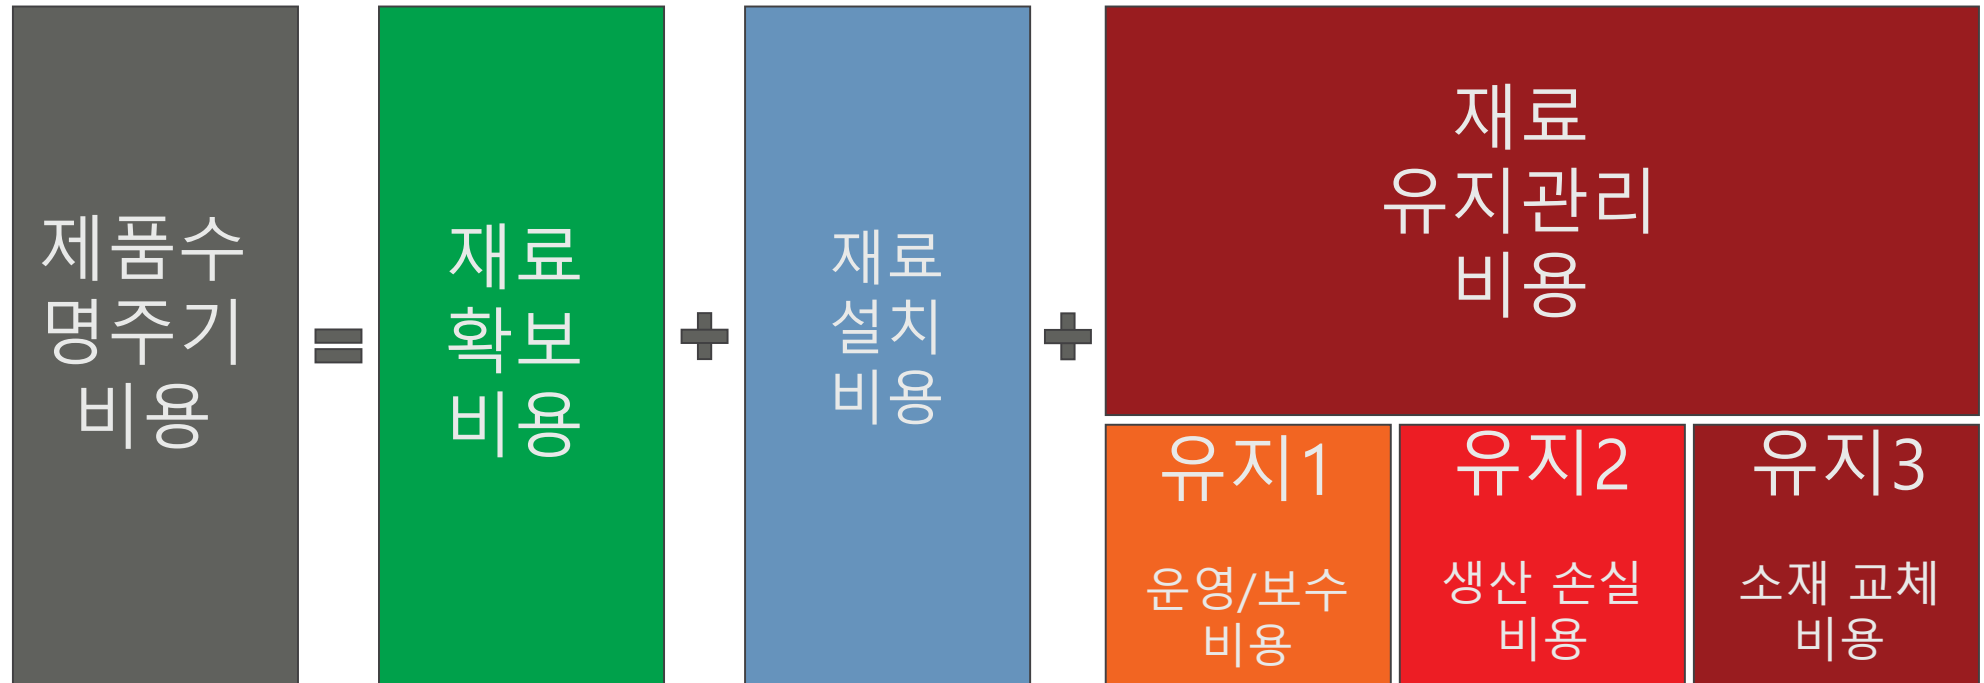 제품수
명주기
비용
=
재료
확보
비용
+
재료
설치
비용
+
재료
유지관리
비용
유지1
운영/보수
비용
유지2
생산 손실
비용
유지3
소재 교체
비용